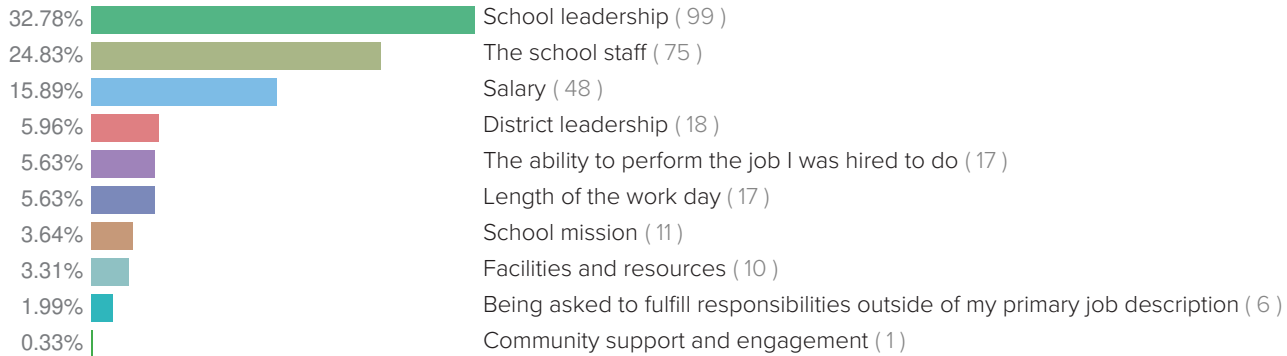 32.78% School leadership ( 99 )
24.83% The school staff ( 75 )
15.89% Salary ( 48 )
5.96% District leadership ( 18 )
5.63% The ability to perform the job I was hired to do ( 17 )
5.63% Length of the work day ( 17 )
3.64% School mission ( 11 )
3.31% Facilities and resources ( 10 )
1.99% Being asked to fulfill responsibilities outside of my primary job description ( 6 )
0.33% Community support and engagement ( 1 )